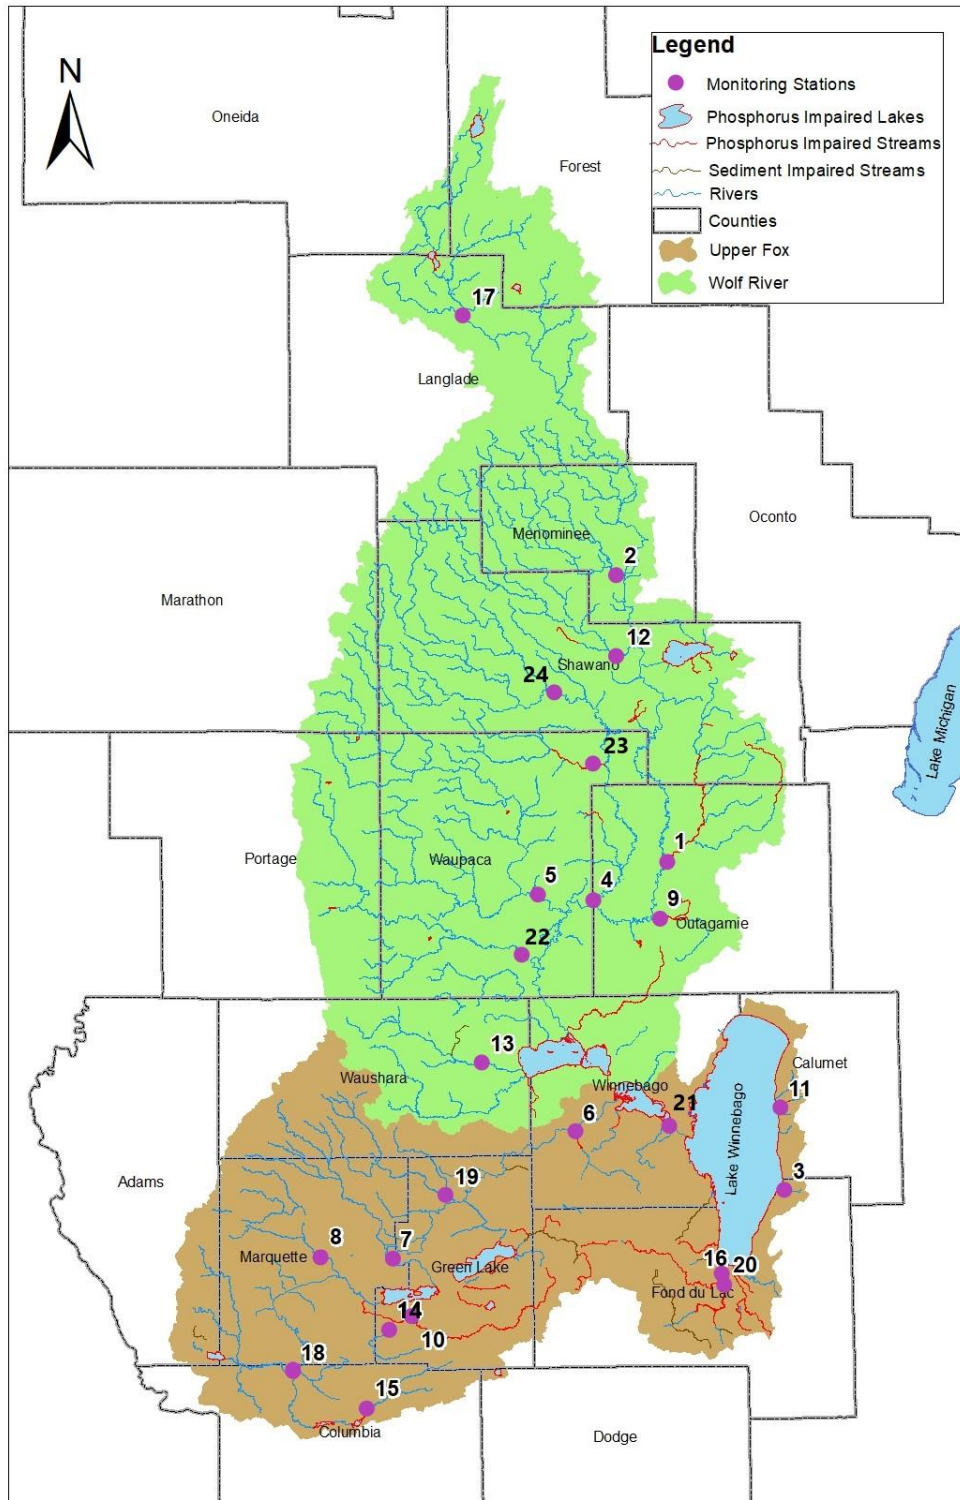 Legend
Monitoring Stations
Phosphorus Impaired Lakes
Phosphorus Impaired Streams
Sediment Impaired Streams
Rivers
Counties
Upper Fox
Wolf River
N
Oneida
Forest
17
Langlade
Menominee
Oconto
2
Marathon
12
Shawano
24
Lake Michigan
23
Portage
Waupaca
1
5
4
9
Outagamie
22
13
Calumet
Waushara
Winnebago
11
6
21
Lake Winnebago
Adams
19
3
8
7
Marquette
Green Lake
16
20
Fond du Lac
14
10
18
15
Columbia
Dodge